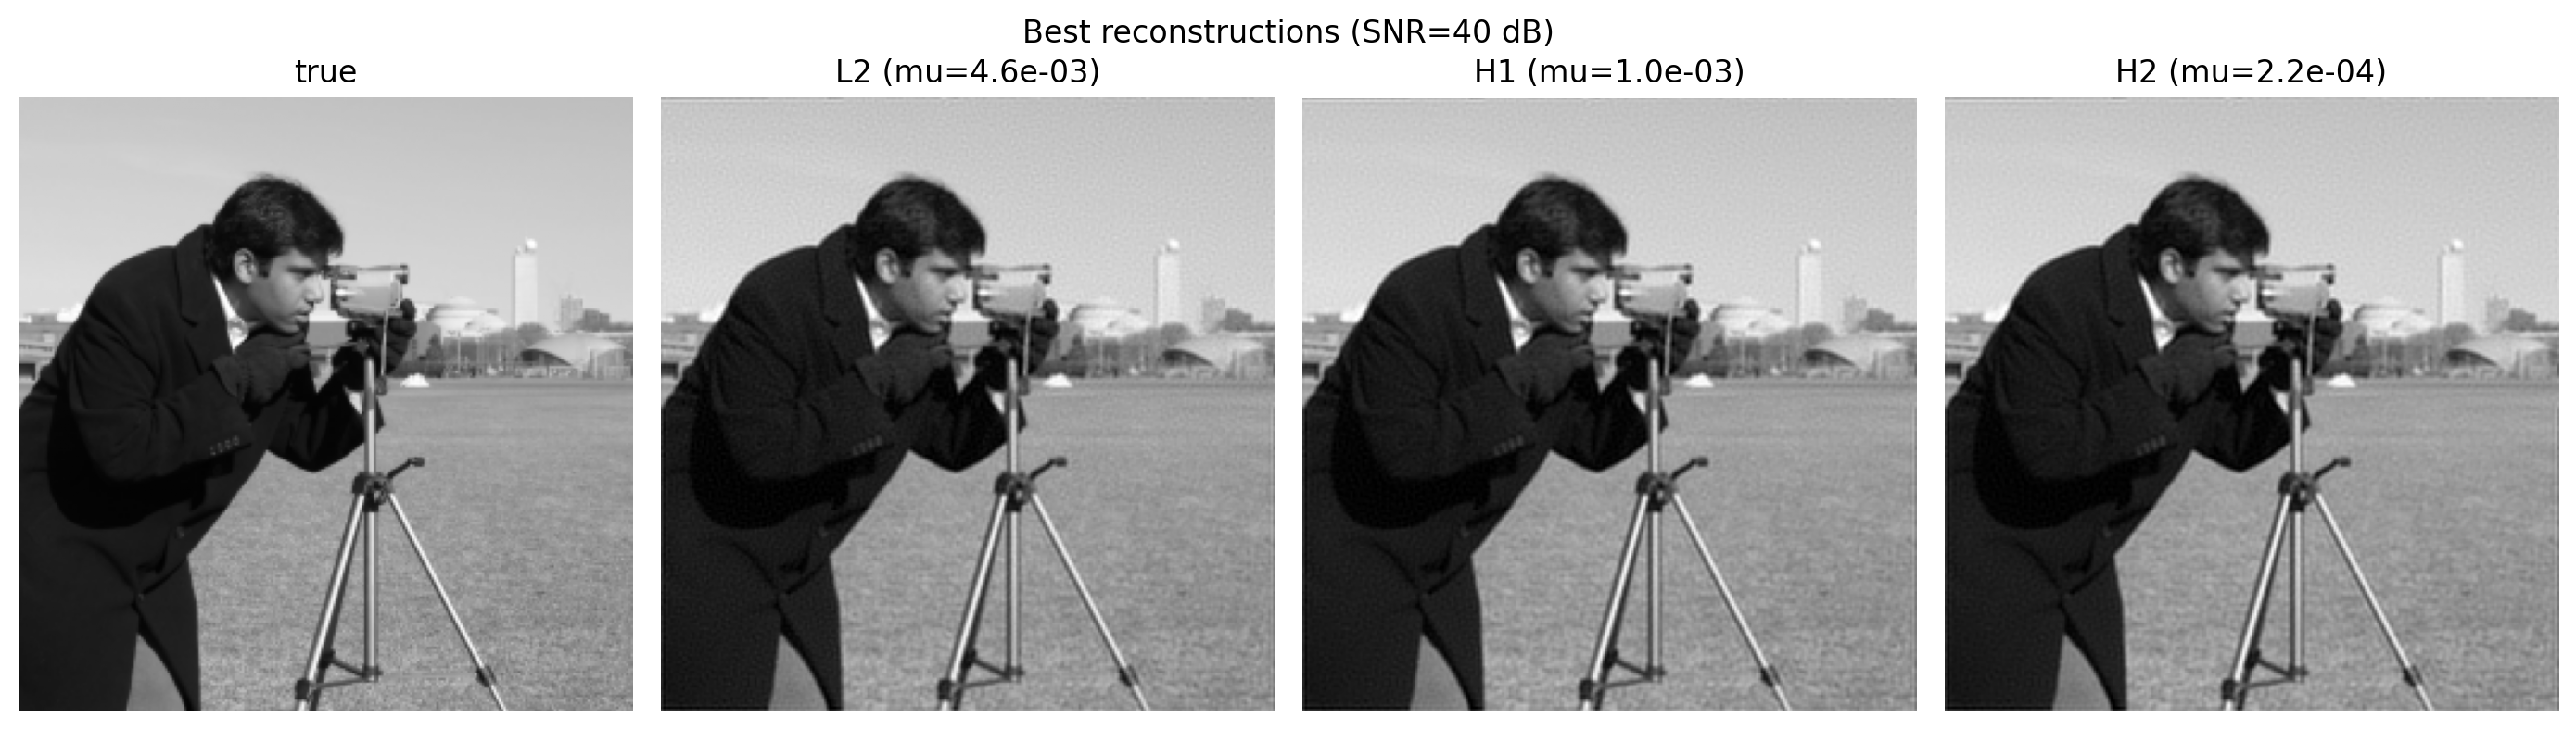 Best reconstructions (SNR=40 dB)
true
L2 (mu=4.6e-03)
H1 (mu=1.0e-03)
H2 (mu=2.2e-04)